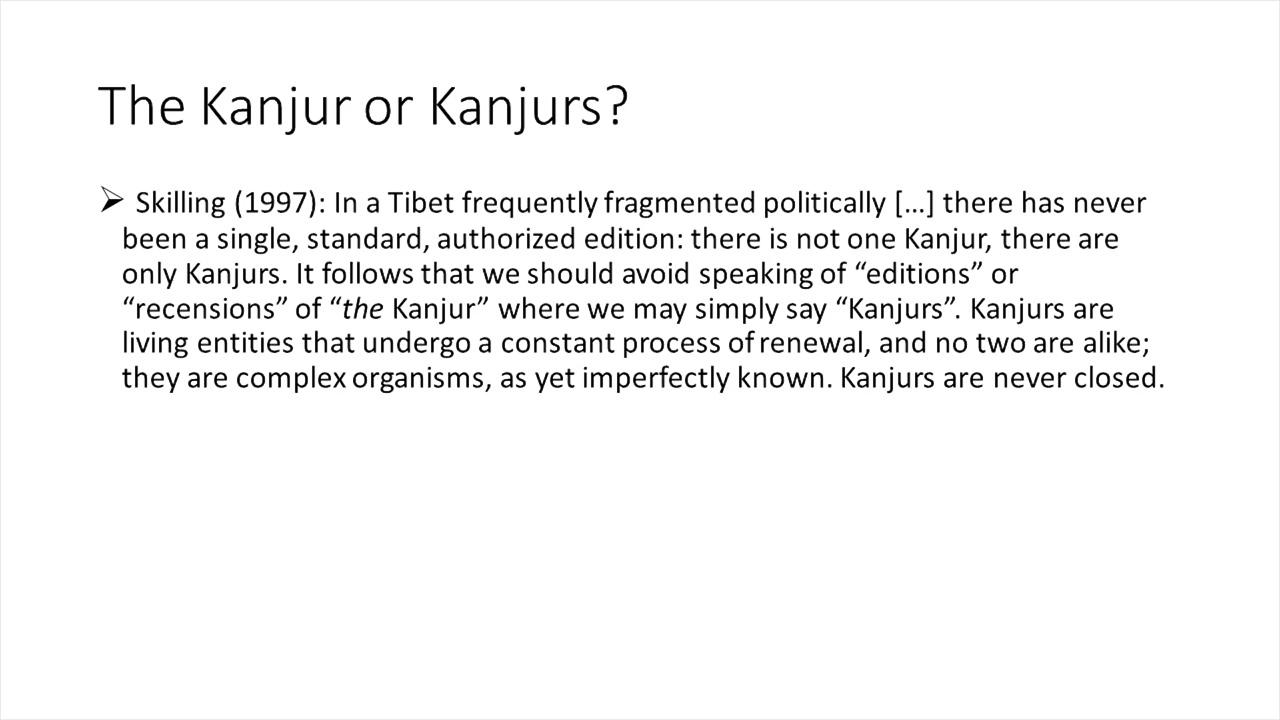 The Kanjur or Kanjurs?
➢ Skilling (1997): In a Tibet frequently fragmented politically […] there has never
been a single, standard, authorized edition: there is not one Kanjur, there are
only Kanjurs. It follows that we should avoid speaking of “editions” or
“recensions” of “the Kanjur” where we may simply say “Kanjurs”. Kanjurs are
living entities that undergo a constant process of renewal, and no two are alike;
they are complex organisms, as yet imperfectly known. Kanjurs are never closed.